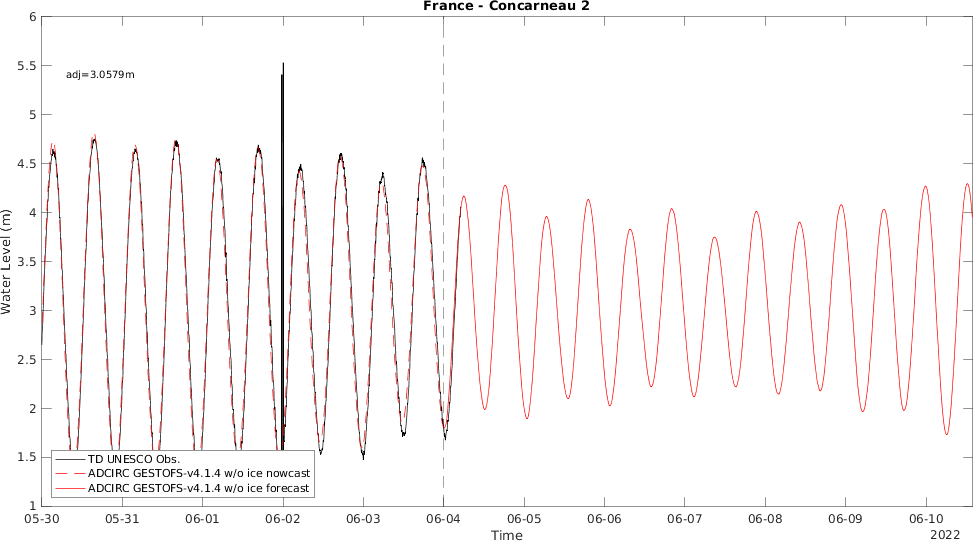 France - Concarneau 2
6
5.5
5
4.5
4
3.5
3
2.5
2
1.5
1
Water Level (m)
adj=3.0579m
TD UNESCO Obs.
ADCIRC GESTOFS-v4.1.4 w/o ice nowcast
ADCIRC GESTOFS-v4.1.4 w/o ice forecast
05-30 05-31 06-01 06-02 06-03 06-04 06-05 06-06 06-07 06-08 06-09 06-10
2022
Time